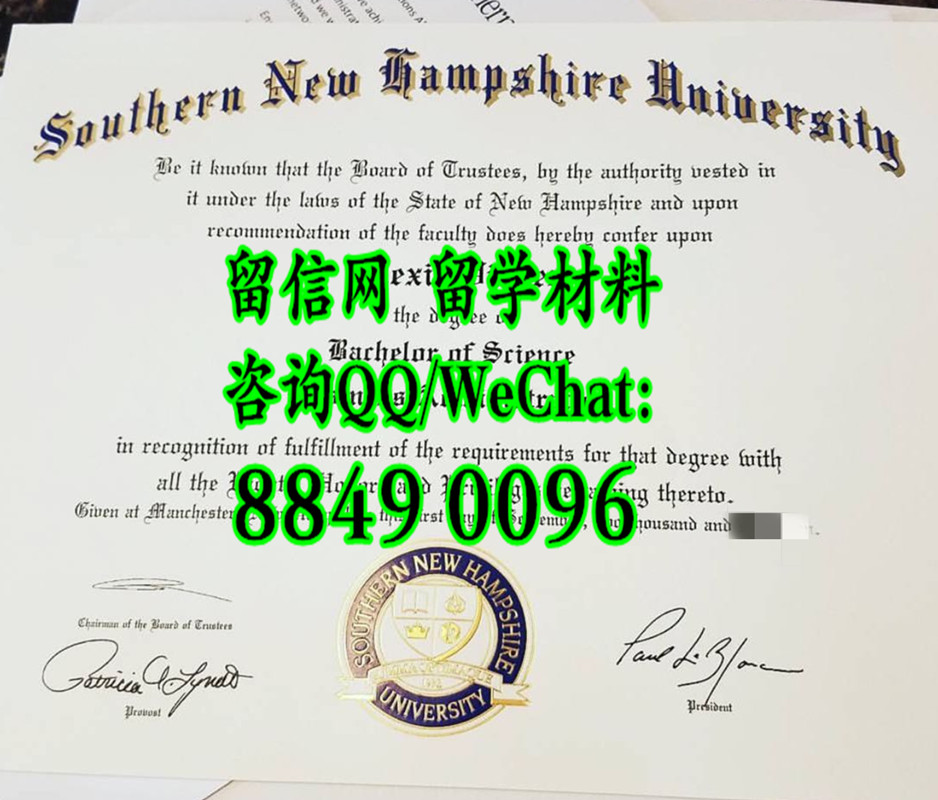 Southern New Hampshire University
Be it known that the Board of Trustees, by the authority vested in
it under the laws of the State of New Hampshire and upon
recommendation of the faculty does hereby confer upon
留信网 留学材料
the degree
Bachelor of Science
咨询QQ/WeChat:
in recognition of fulfillment of the requirements for that degree with
all the thereto.
8849 0096
Given at Manchester thousand and
SOUTHERN NEW HAMPSHIRE
UNIVERSITY
Chairman of the Board of Trustees
Provost
President